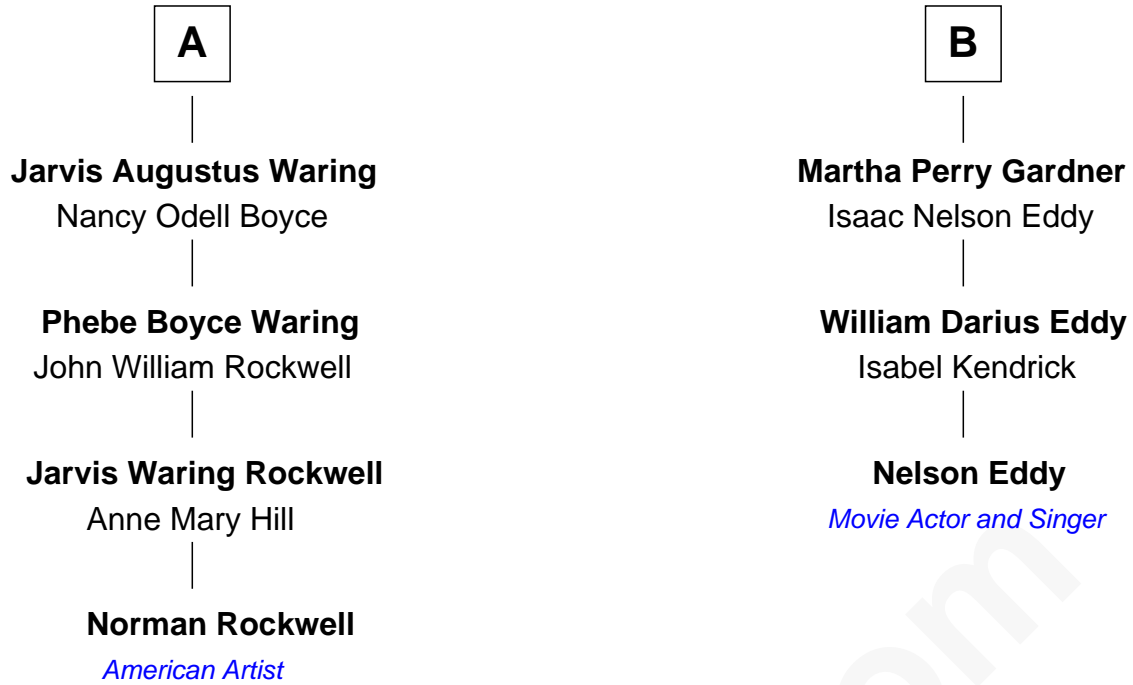 A
Jarvis Augustus Waring
Nancy Odell Boyce
Phebe Boyce Waring
John William Rockwell
Jarvis Waring Rockwell
Anne Mary Hill
Norman Rockwell
American Artist
B
Martha Perry Gardner
Isaac Nelson Eddy
William Darius Eddy
Isabel Kendrick
Nelson Eddy
Movie Actor and Singer
om